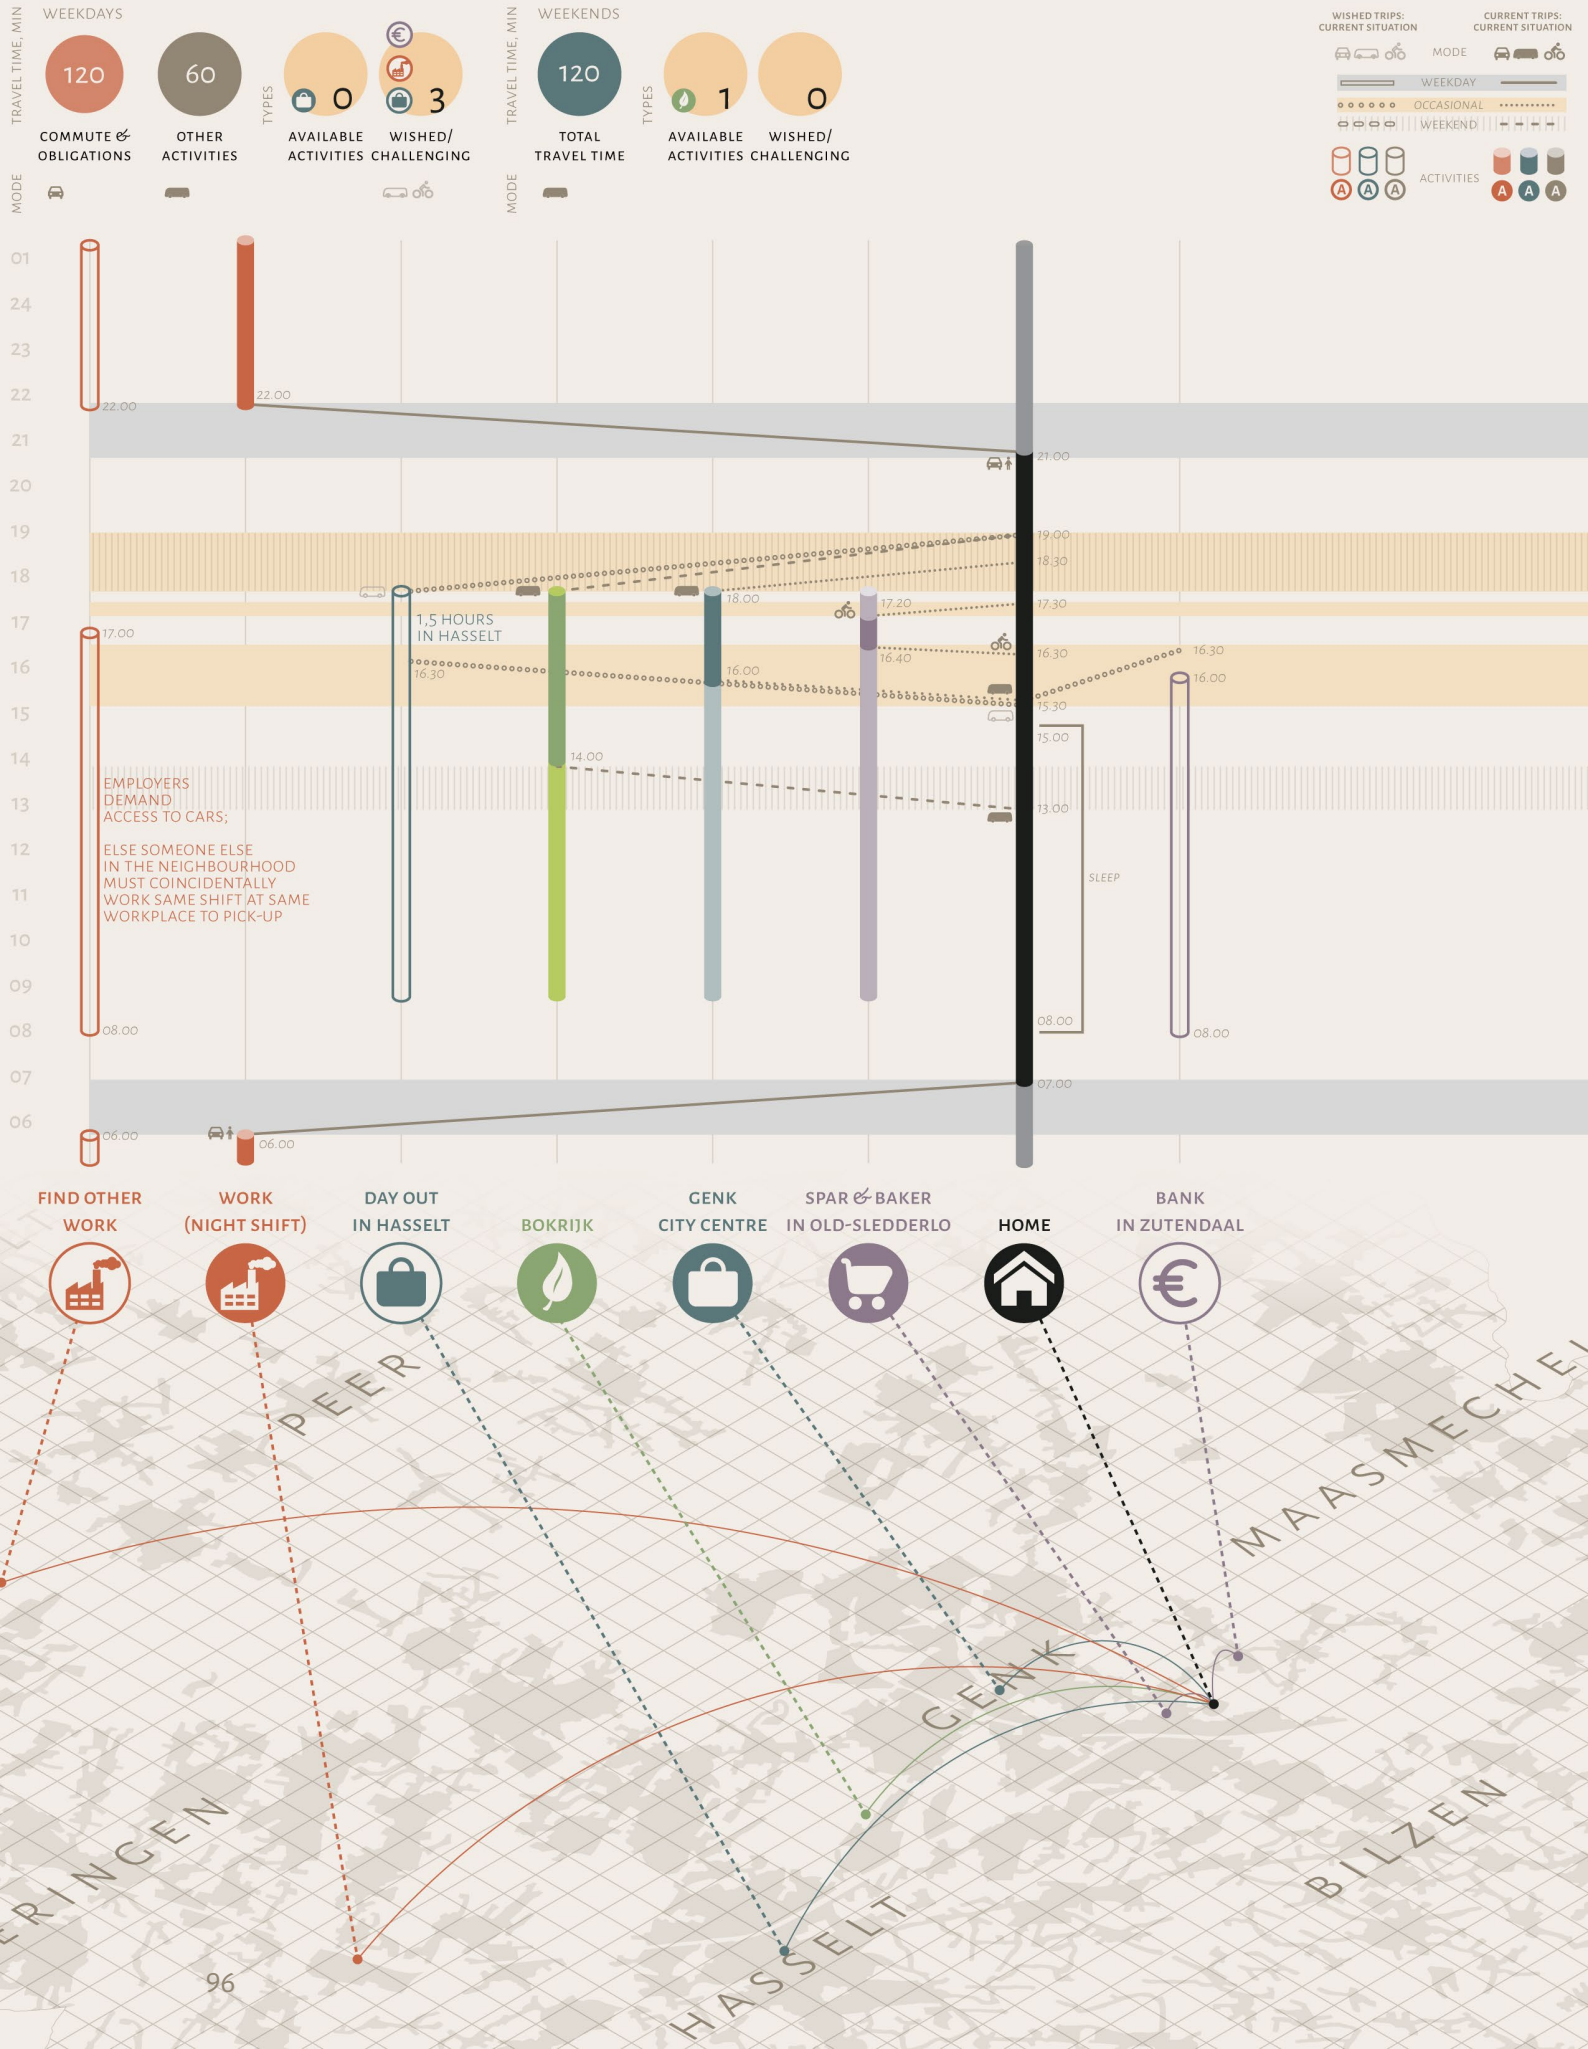 TRAVEL TIME, MIN
WEEKDAYS
120
COMMUTE &
OBLIGATIONS
60
OTHER
ACTIVITIES
TYPES
0
AVAILABLE
ACTIVITIES
€
3
WISHED/
CHALLENGING
MODE
TRAVEL TIME, MIN
WEEKENDS
120
TOTAL
TRAVEL TIME
TYPES
1
AVAILABLE
ACTIVITIES
0
WISHED/
CHALLENGING
MODE
WISHED TRIPS:
CURRENT SITUATION
CURRENT TRIPS:
CURRENT SITUATION
MODE
WEEKDAY
OCCASIONAL
WEEKEND
ACTIVITIES
A A A
A A A
01
24
23
22
21
20
19
18
17
16
15
14
13
12
11
10
09
08
07
06
22.00
22.00
21.00
19.00
18.30
18.00
17.20
17.30
17.00
1,5 HOURS
IN HASSELT
16.30
16.00
16.40
16.30
16.30
16.00
15.30
15.00
14.00
13.00
EMPLOYERS
DEMAND
ACCESS TO CARS;
ELSE SOMEONE ELSE
IN THE NEIGHBOURHOOD
MUST COINCIDENTALLY
WORK SAME SHIFT AT SAME
WORKPLACE TO PICK-UP
SLEEP
08.00
08.00
08.00
07.00
06.00
06.00
FIND OTHER
WORK
WORK
(NIGHT SHIFT)
DAY OUT
IN HASSELT
BOKRIJK
GENK
CITY CENTRE
SPAR & BAKER
IN OLD-SLEDDERLO
HOME
BANK
IN ZUTENDAAL
€
PEER
MAASMECHEL
GENK
BILZEN
ERINGEN
HASSELT
96